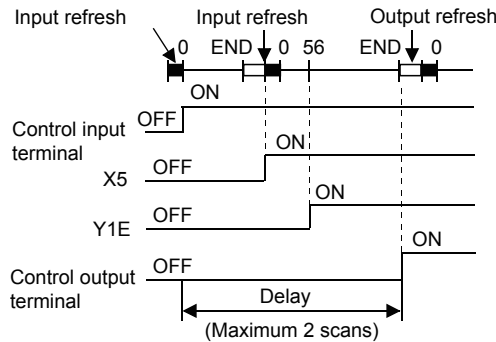 Input refresh Input refresh Output refresh
0 END 0 56 END 0
ON
OFF
Control input
terminal
ON
OFF
X5
ON
OFF
Y1E
ON
OFF
Control output
terminal
Delay
(Maximum 2 scans)